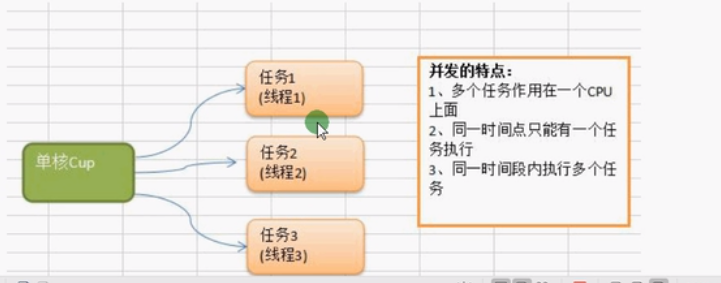 单核Cup
任务1
(线程1)
任务2
(线程2)
任务3
(线程3)
并发的特点：
1、多个任务作用在一个CPU
上面
2、同一时间点只能有一个任
务执行
3、同一时间段内执行多个任
务